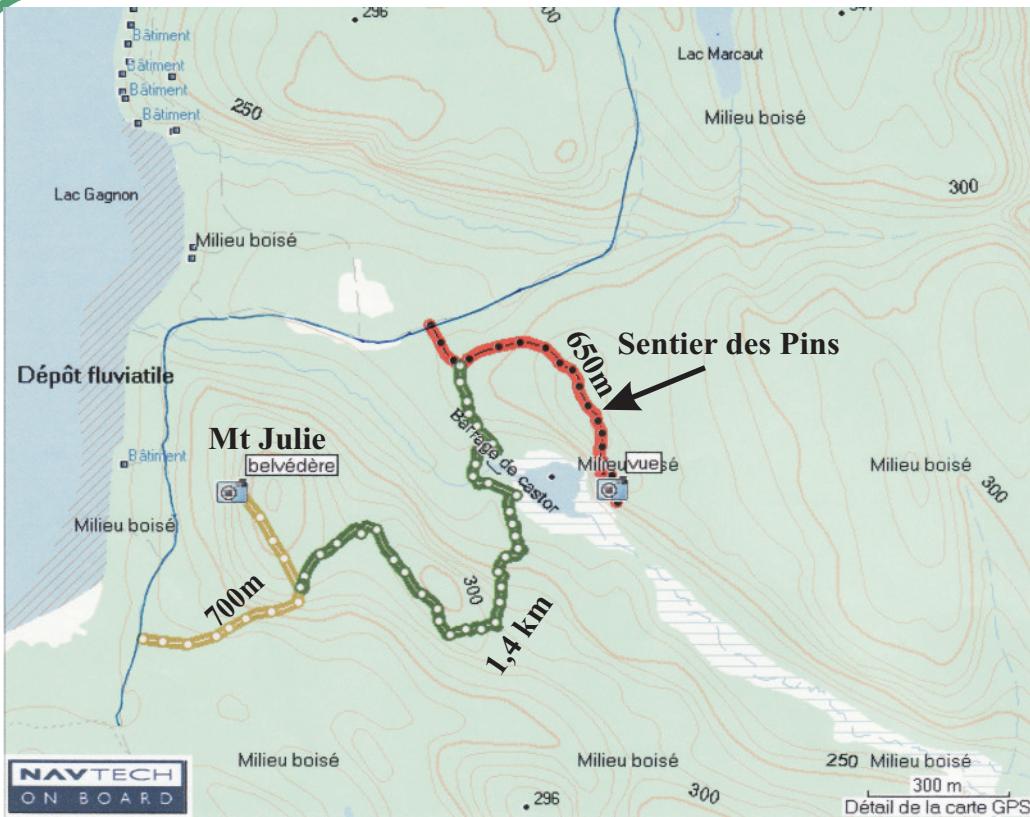 296
300
Bâtiment
Lac Marcaut
Bâtiment
Bâtiment
250
Bâtiment
Milieu boisé
Lac Gagnon
300
Milieu boisé
650m
Sentier des Pins
Dépôt fluviatile
Barrage de castor
Mt Julie
Bâtiment
belvédère
vue
Milieu boisé
Milieu boisé
300
Milieu boisé
300
700m
1,4 km
Milieu boisé
Milieu boisé
250
Milieu boisé
NAVTECH
ON BOARD
300
296
300 m
Détail de la carte GPS